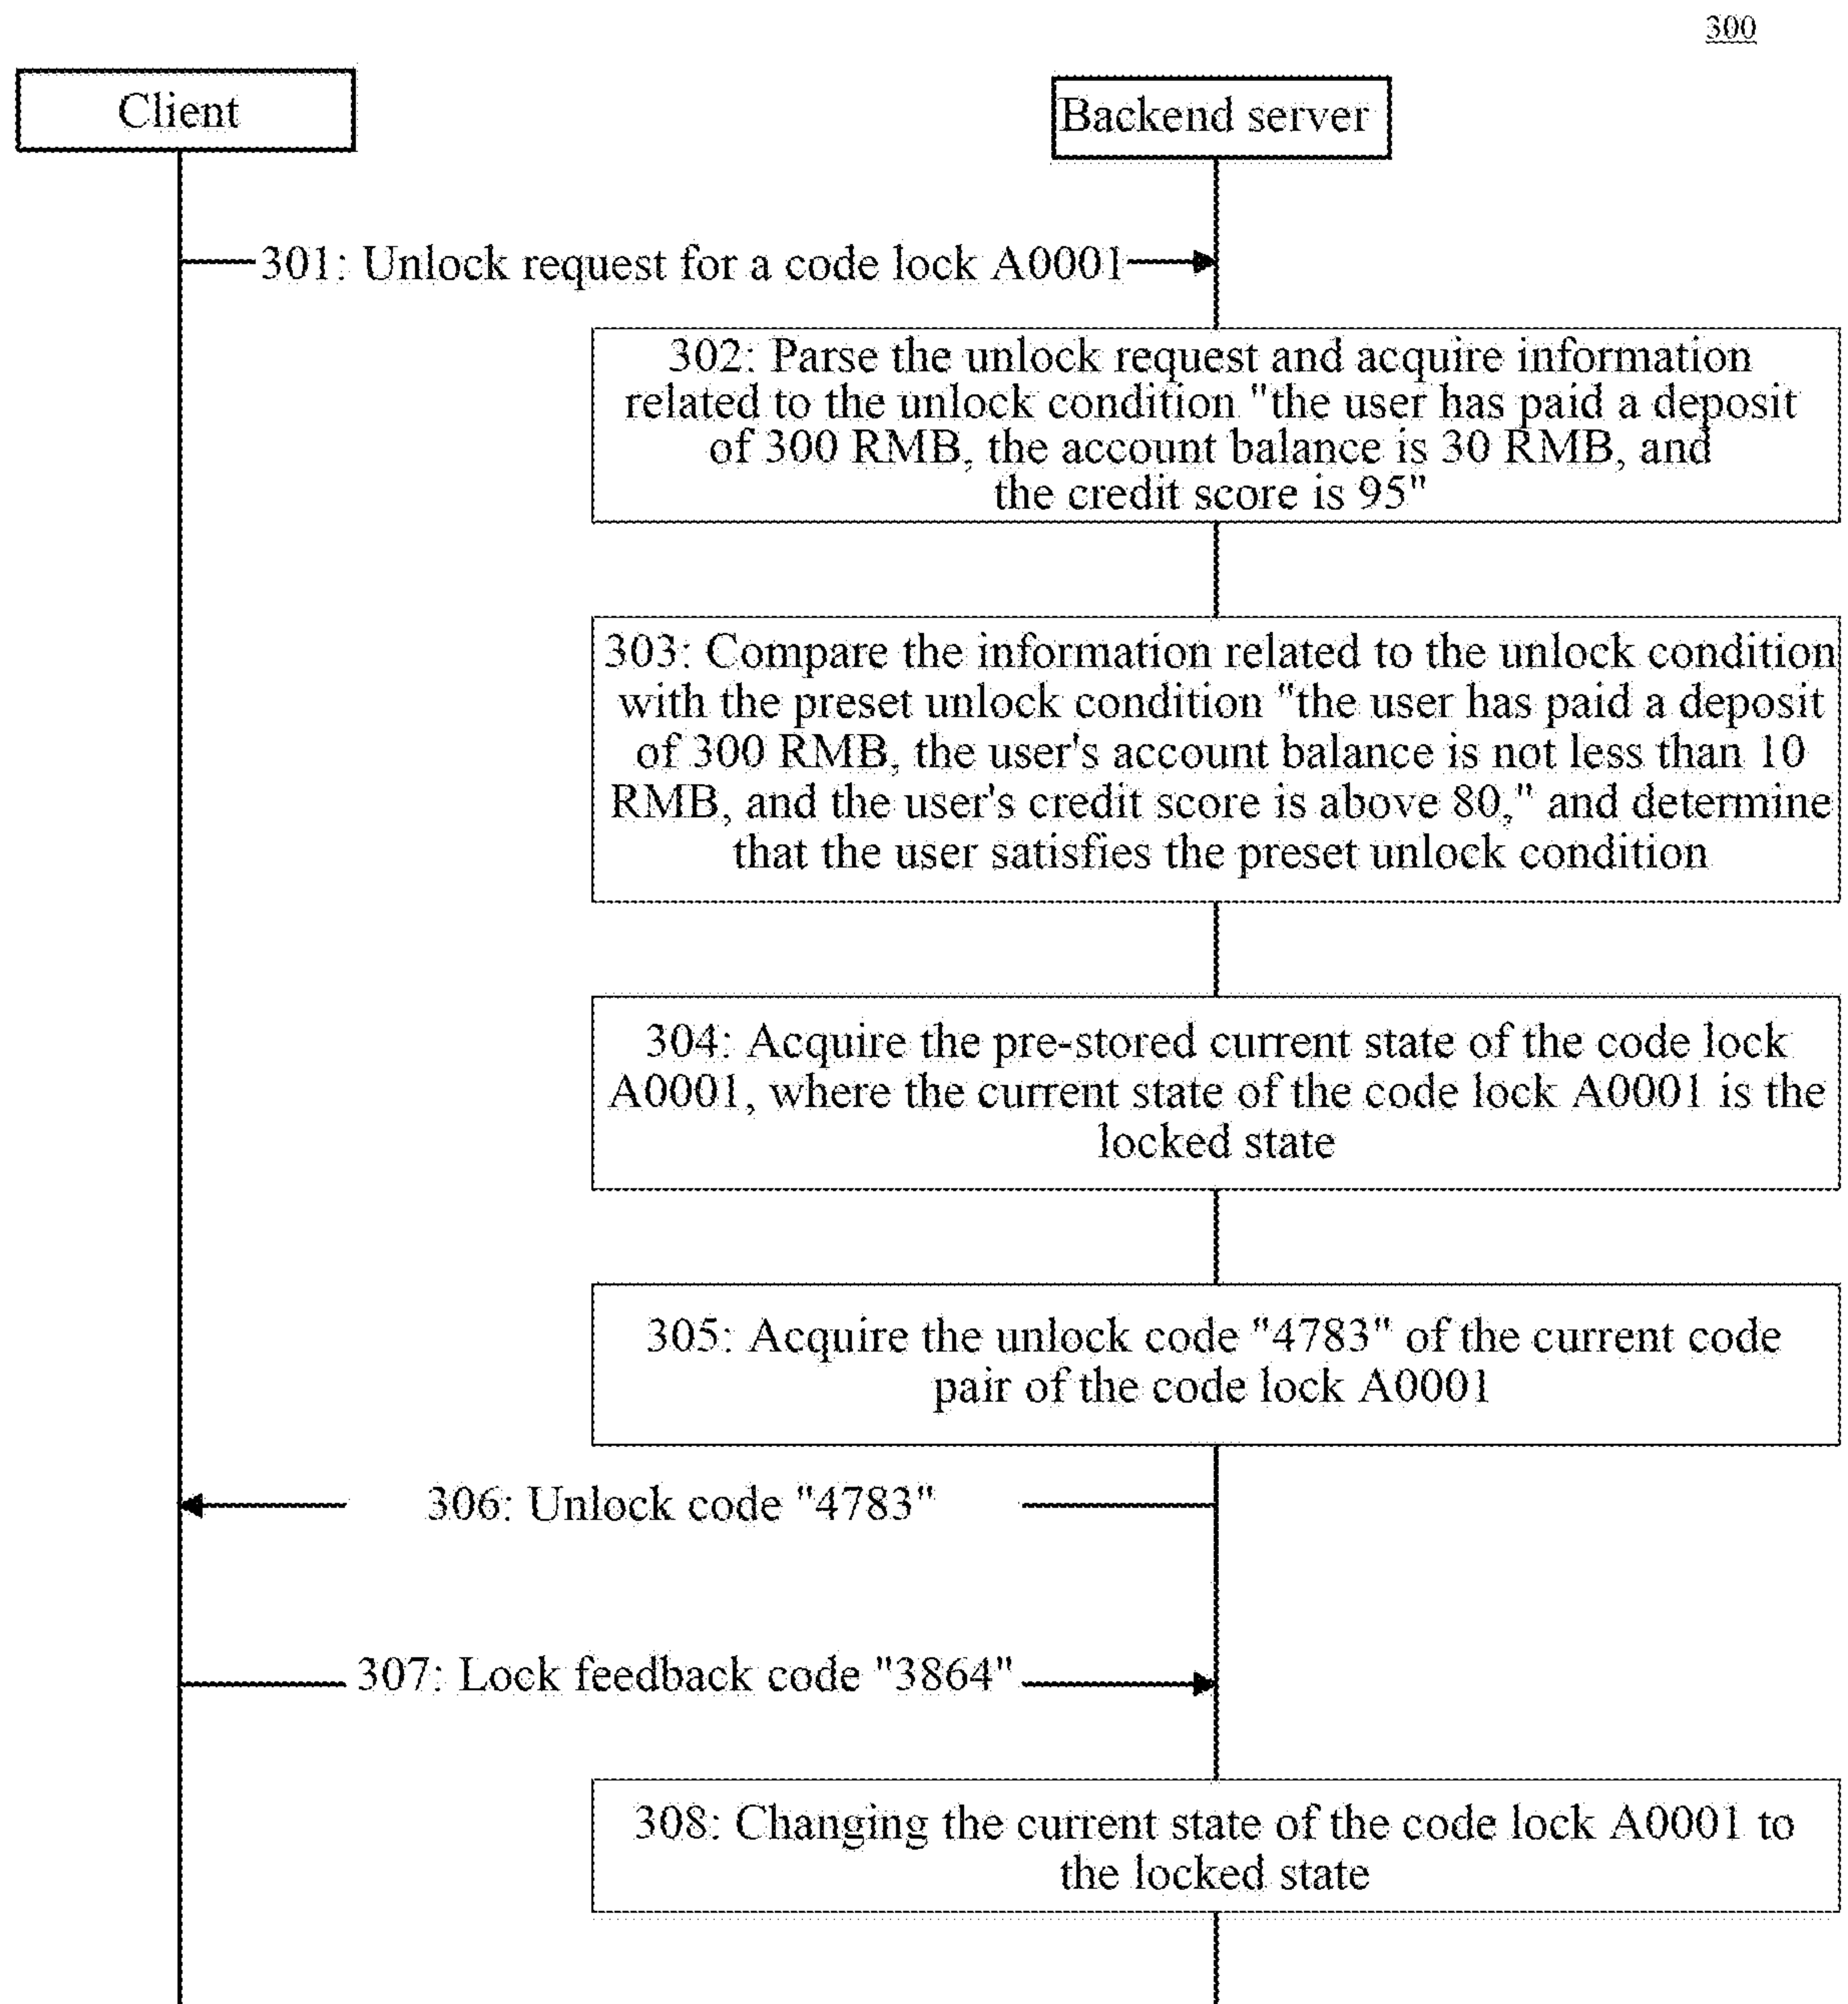 300
Client
Backend server
301: Unlock request for a code lock A0001
302: Parse the unlock request and acquire information
related to the unlock condition "the user has paid a deposit
of 300 RMB, the account balance is 30 RMB, and
the credit score is 95"
303: Compare the information related to the unlock condition
with the preset unlock condition "the user has paid a deposit
of 300 RMB, the user's account balance is not less than 10
RMB, and the user's credit score is above 80," and determine
that the user satisfies the preset unlock condition
304: Acquire the pre-stored current state of the code lock
A0001, where the current state of the code lock A0001 is the
locked state
305: Acquire the unlock code "4783" of the current code
pair of the code lock A0001
306: Unlock code "4783"
307: Lock feedback code "3864"
308: Changing the current state of the code lock A0001 to
the locked state